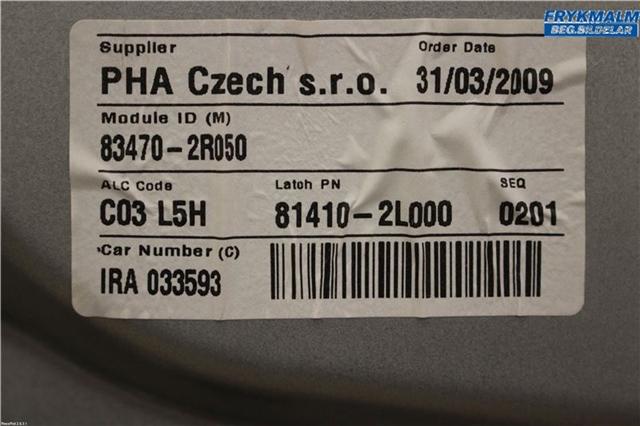 FRYKMALM
BEG.BILDELAR
Supplier Order Date
PHA Czech s.r.o. 31/03/2009
Module ID (M)
83470-2R050
ALC Code Latch PN SEQ
C03 L5H 81410-2L000 0201
Car Number (C)
IRA 033593